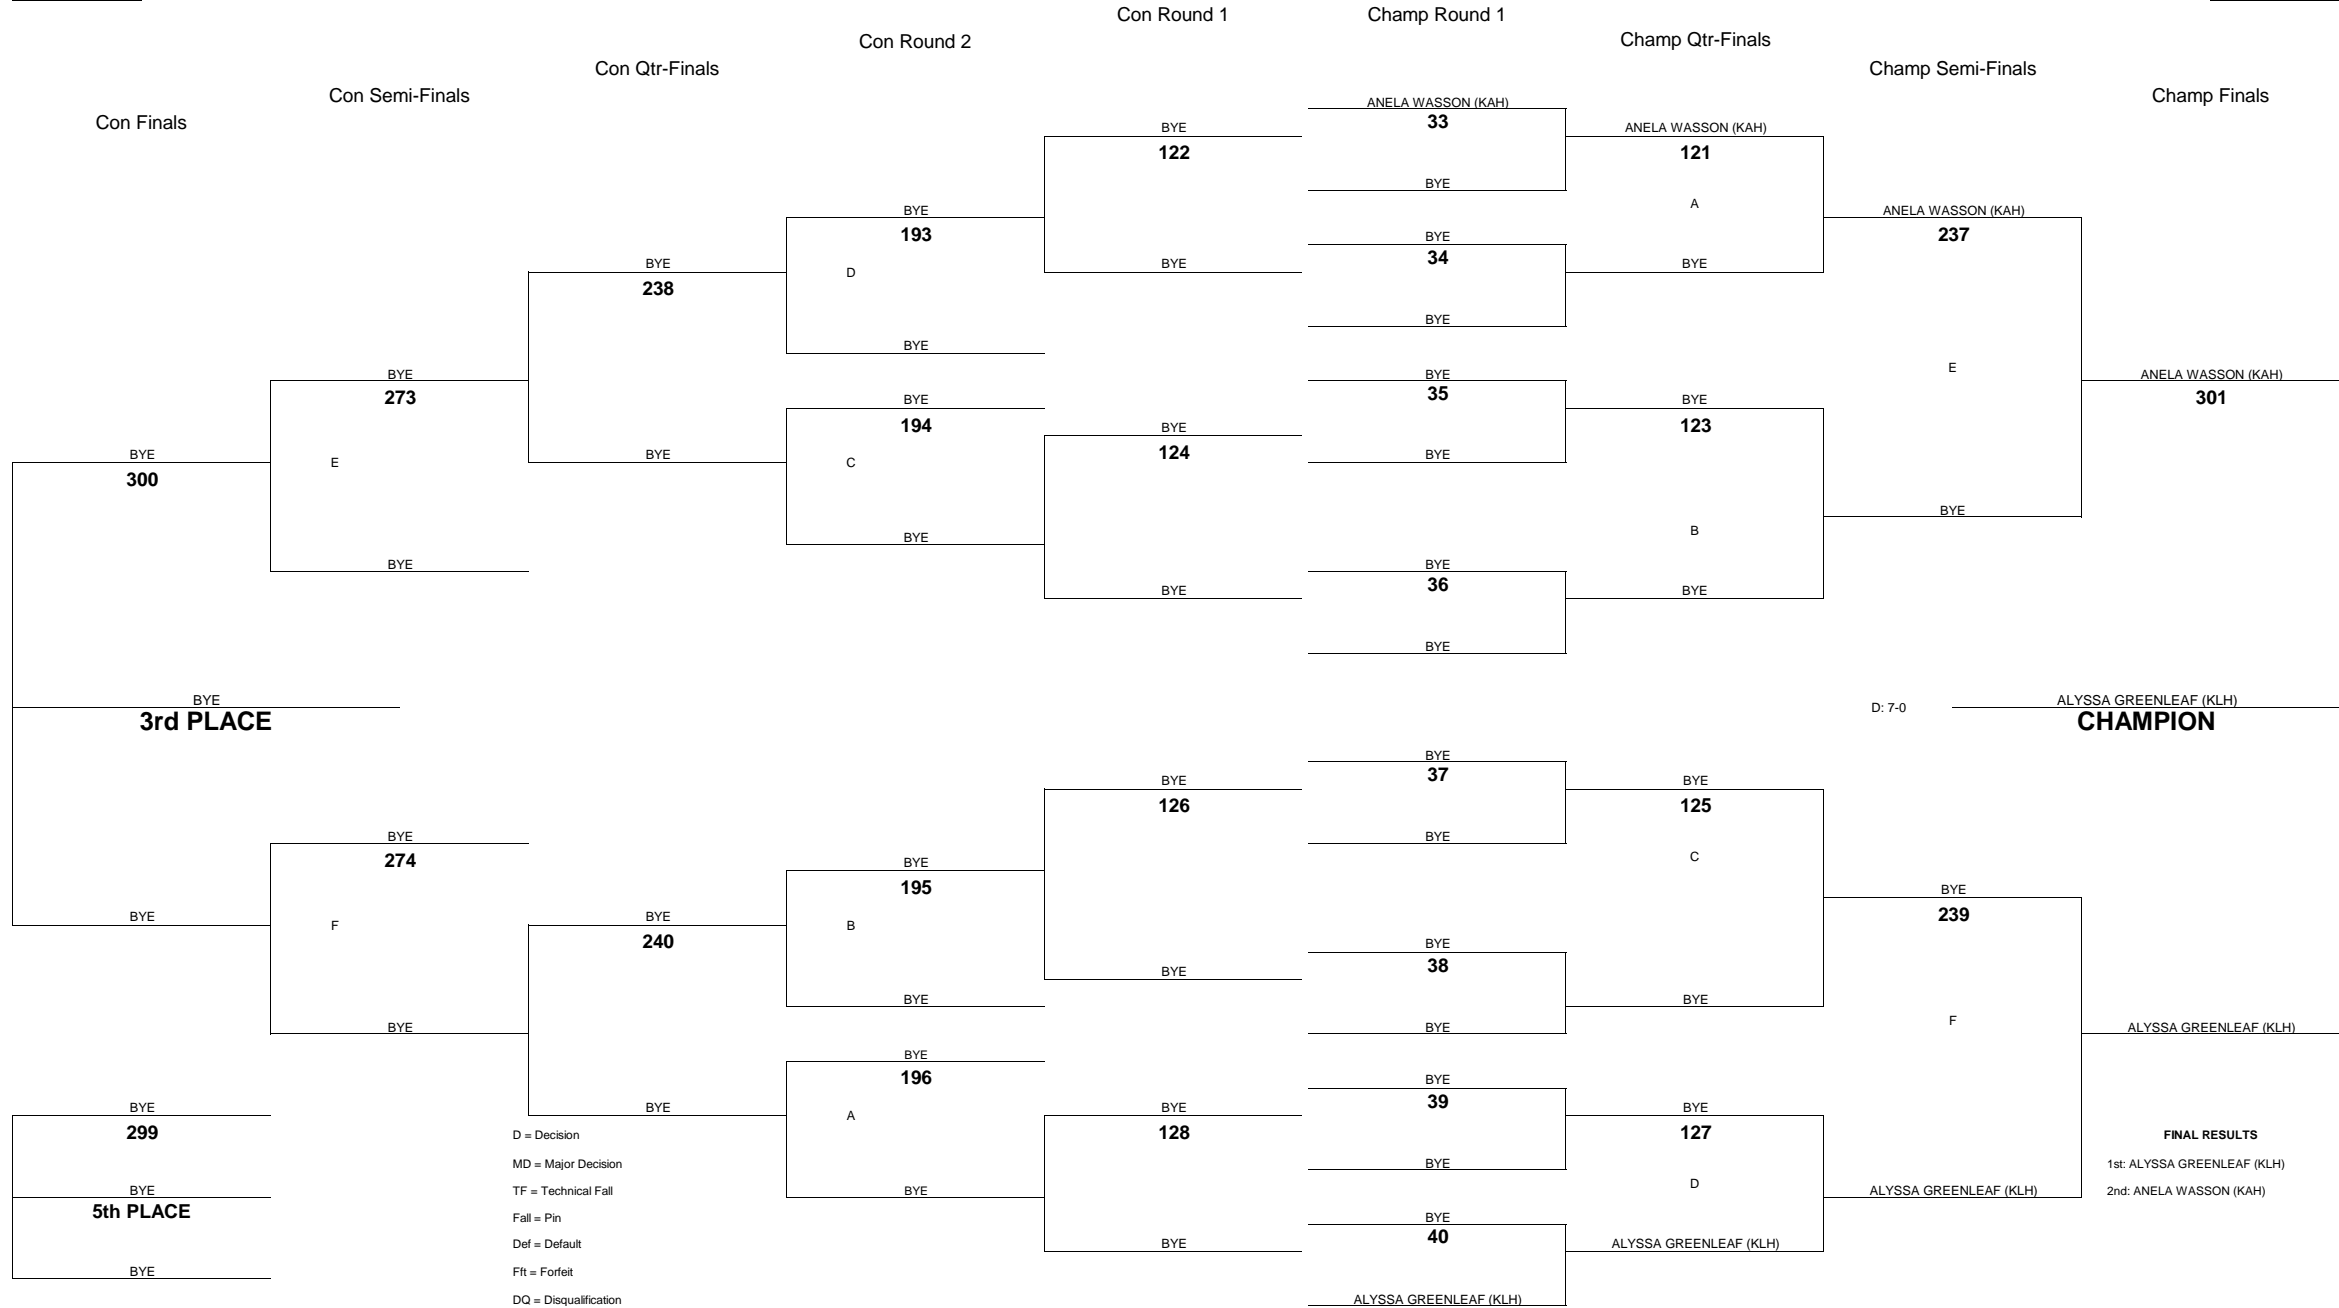 Con Round 1
Champ Round 1
Con Round 2
Champ Qtr-Finals
Con Qtr-Finals
Champ Semi-Finals
Con Semi-Finals
Champ Finals
Con Finals
ANELA WASSON (KAH)
33
BYE
122
ANELA WASSON (KAH)
121
BYE
A
BYE
193
ANELA WASSON (KAH)
237
BYE
34
BYE
238
D
BYE
BYE
BYE
BYE
E
BYE
273
BYE
35
ANELA WASSON (KAH)
301
BYE
194
BYE
123
BYE
124
BYE
300
E
BYE
C
BYE
BYE
B
BYE
BYE
BYE
36
BYE
BYE
BYE
BYE
3rd PLACE
D: 7-0
ALYSSA GREENLEAF (KLH)
CHAMPION
BYE
37
BYE
126
BYE
125
BYE
274
BYE
C
BYE
195
BYE
239
BYE
F
BYE
240
B
BYE
38
BYE
BYE
BYE
BYE
BYE
F
ALYSSA GREENLEAF (KLH)
BYE
196
BYE
39
BYE
299
BYE
A
BYE
128
BYE
127
D = Decision
FINAL RESULTS
MD = Major Decision
BYE
1st: ALYSSA GREENLEAF (KLH)
BYE
5th PLACE
TF = Technical Fall
BYE
D
ALYSSA GREENLEAF (KLH)
2nd: ANELA WASSON (KAH)
Fall = Pin
BYE
40
Def = Default
BYE
ALYSSA GREENLEAF (KLH)
BYE
Fft = Forfeit
DQ = Disqualification
ALYSSA GREENLEAF (KLH)